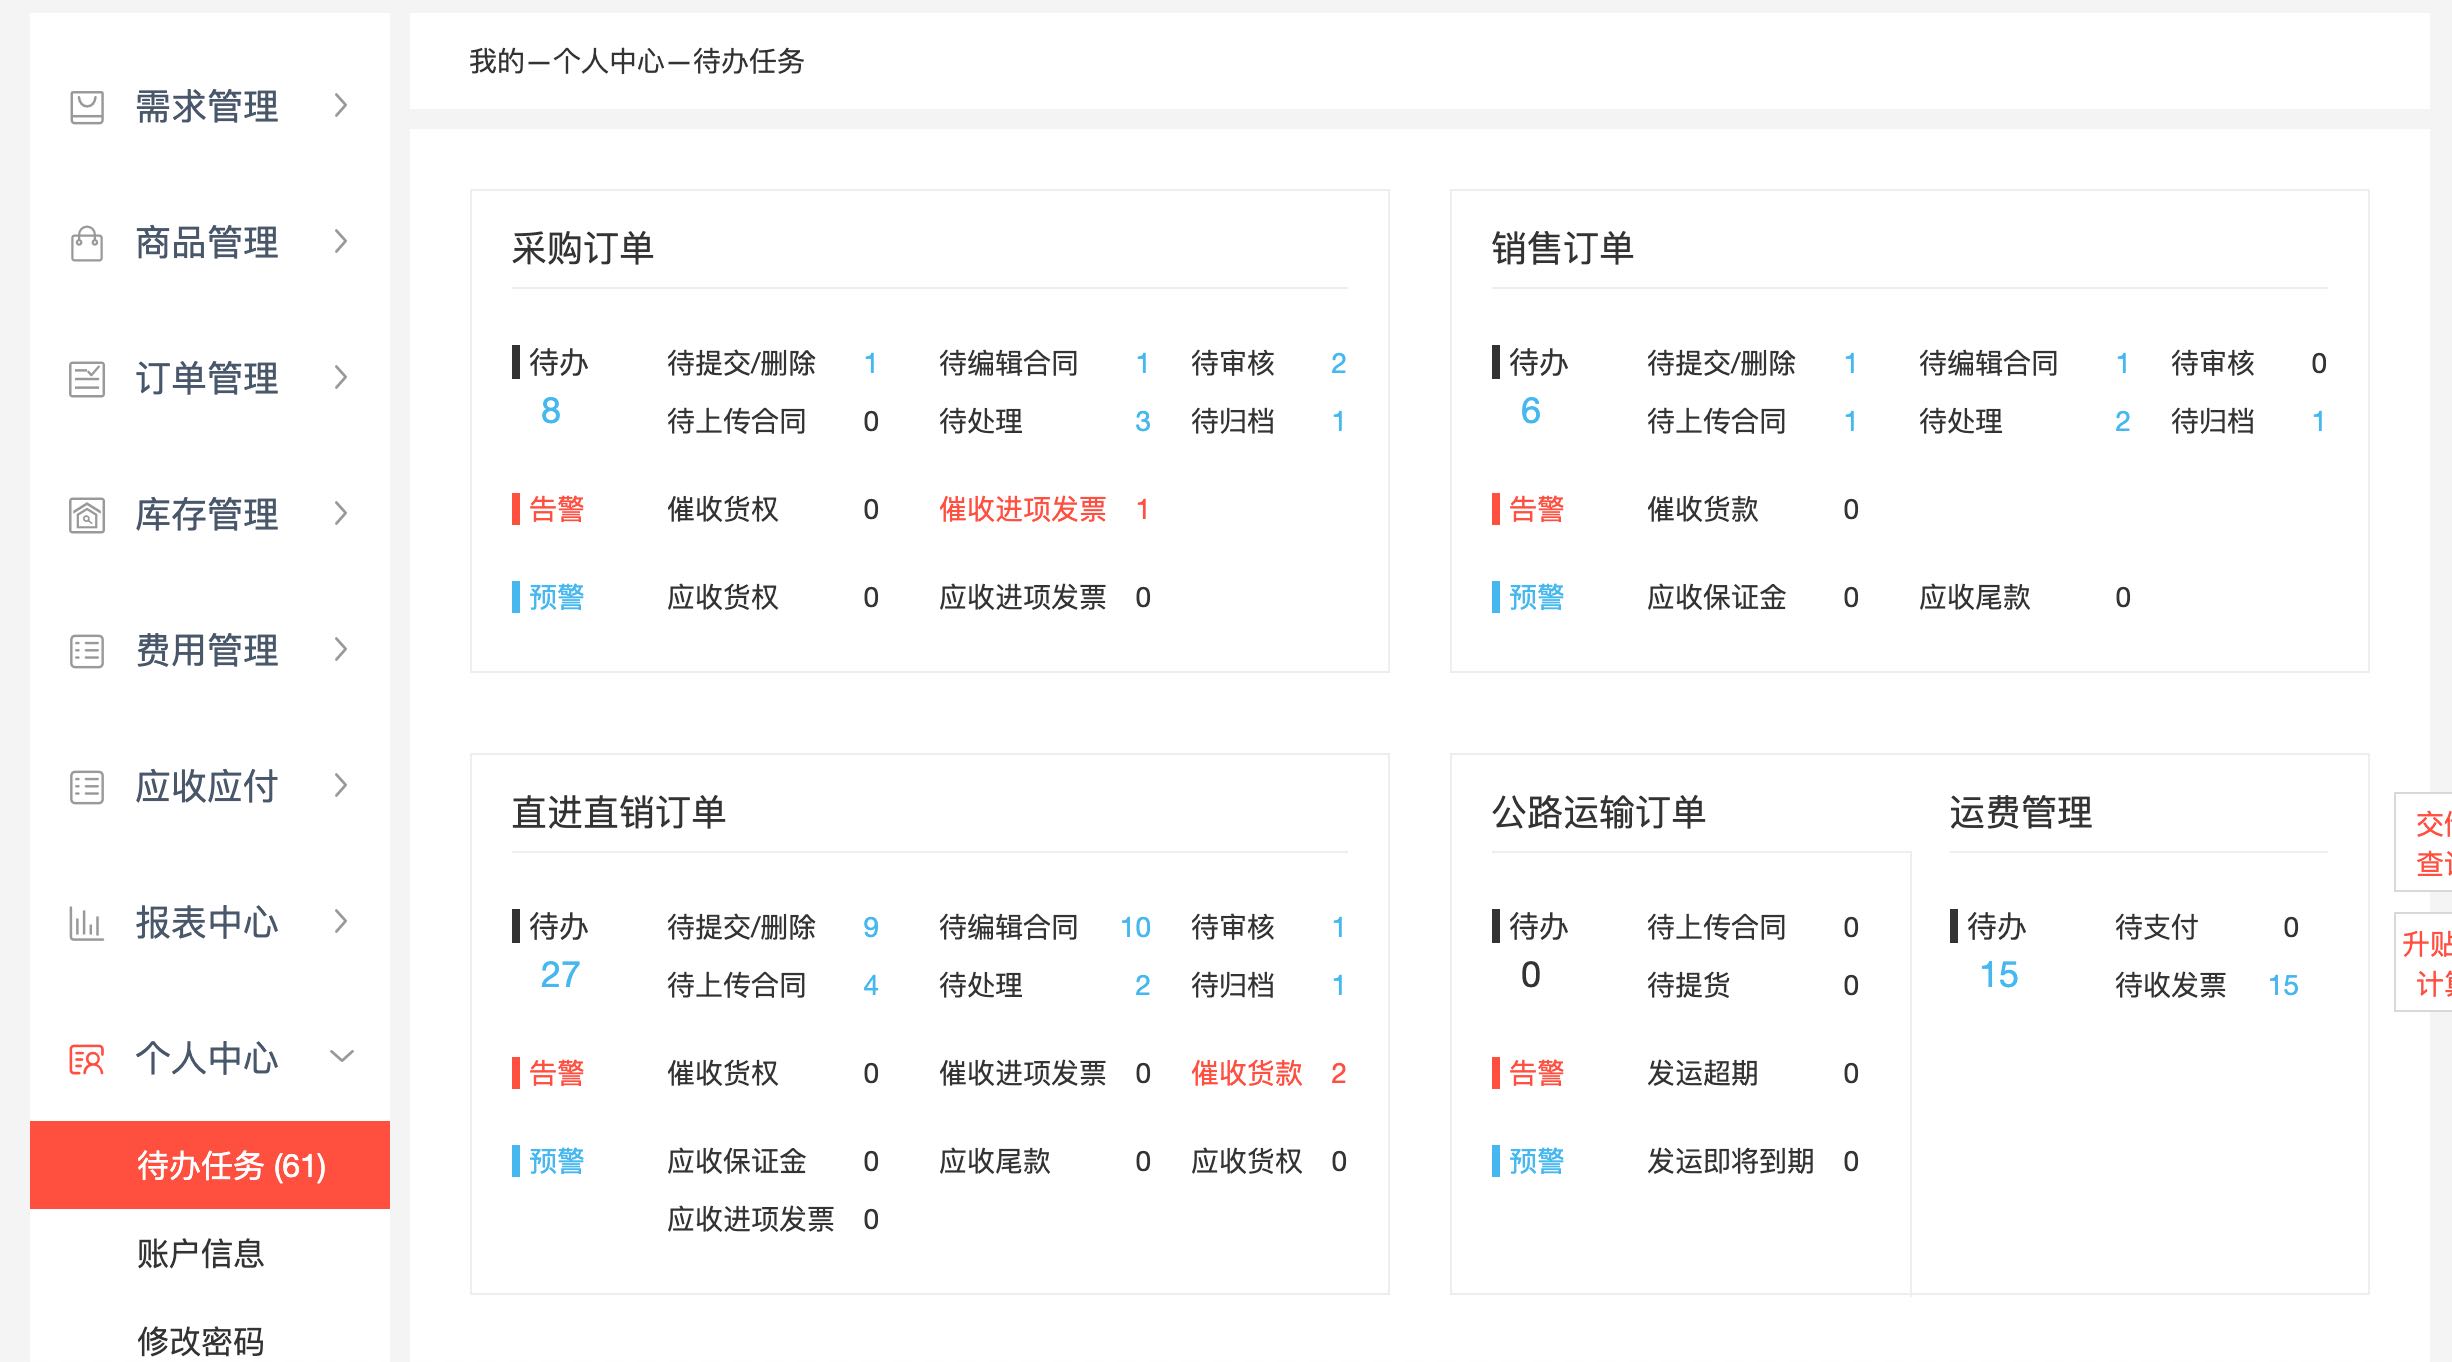 我的－个人中心－待办任务
需求管理
商品管理
订单管理
库存管理
费用管理
应收应付
报表中心
个人中心
待办任务 (61)
账户信息
修改密码
采购订单
待办 待提交/删除 1 待编辑合同 1 待审核 2
8 待上传合同 0 待处理 3 待归档 1
告警 催收货权 0 催收进项发票 1
预警 应收货权 0 应收进项发票 0
销售订单
待办 待提交/删除 1 待编辑合同 1 待审核 0
6 待上传合同 1 待处理 2 待归档 1
告警 催收货款 0
预警 应收保证金 0 应收尾款 0
直进直销订单
待办 待提交/删除 9 待编辑合同 10 待审核 1
27 待上传合同 4 待处理 2 待归档 1
告警 催收货权 0 催收进项发票 0 催收货款 2
预警 应收保证金 0 应收尾款 0 应收货权 0
应收进项发票 0
公路运输订单
待办 待上传合同 0
0 待提货 0
告警 发运超期 0
预警 发运即将到期 0
运费管理
待办 待支付 0
15 待收发票 15
交
查
升贴
计